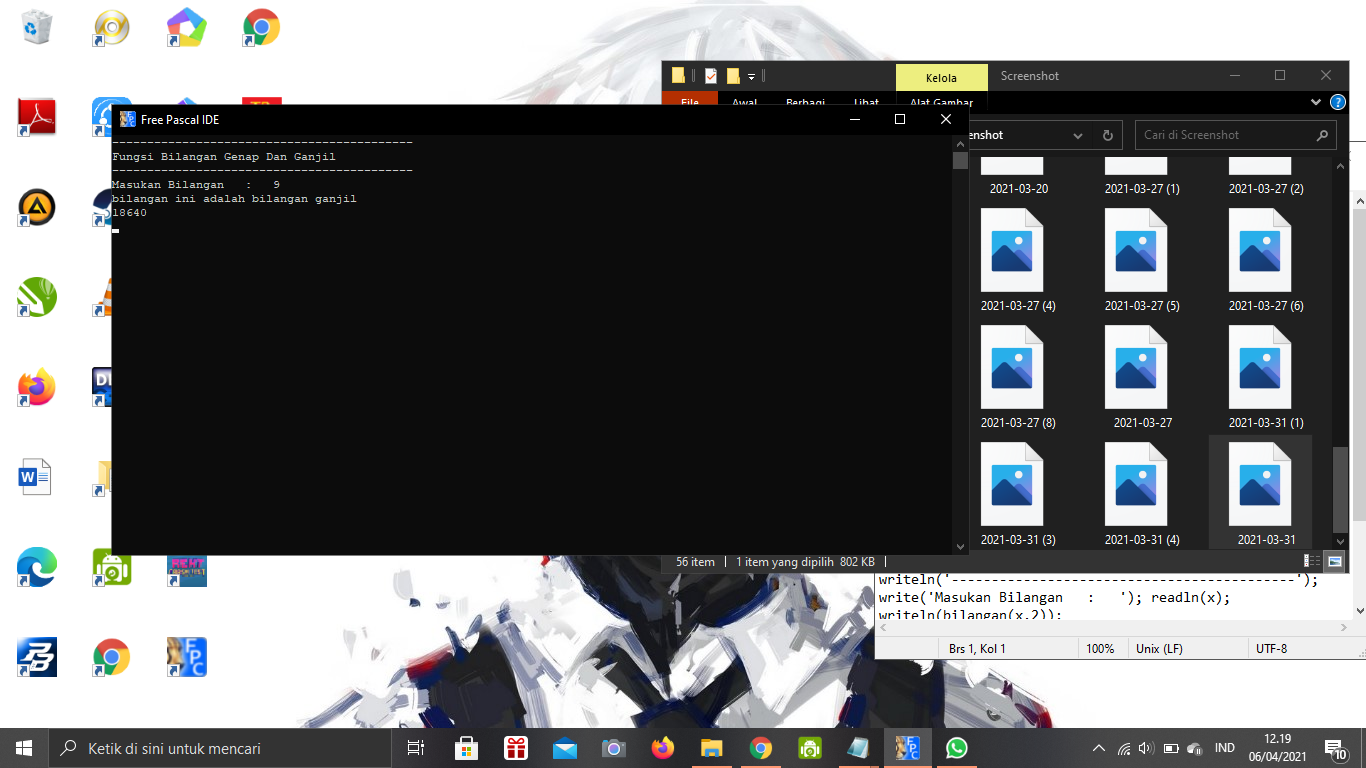 Kelola
Screenshot
File
Awal
Berbagi
Lihat
Alat Gambar
Free Pascal IDE
enshot
Cari di Screenshot
-------------------------------------------
Fungsi Bilangan Genap Dan Ganjil
-------------------------------------------
Masukan Bilangan   :   9
bilangan ini adalah bilangan ganjil
18640
2021-03-20
2021-03-27 (1)
2021-03-27 (2)
2021-03-27 (4)
2021-03-27 (5)
2021-03-27 (6)
2021-03-27 (8)
2021-03-27
2021-03-31 (1)
2021-03-31 (3)
2021-03-31 (4)
2021-03-31
56 item
1 item yang dipilih 802 KB
writeln('-------------------------------------------');
write('Masukan Bilangan   :   '); readln(x);
writeln(bilangan(x,2));
Brs 1, Kol 1
100%
Unix (LF)
UTF-8
FPC
Ketik di sini untuk mencari
IND
12.19
06/04/2021
10